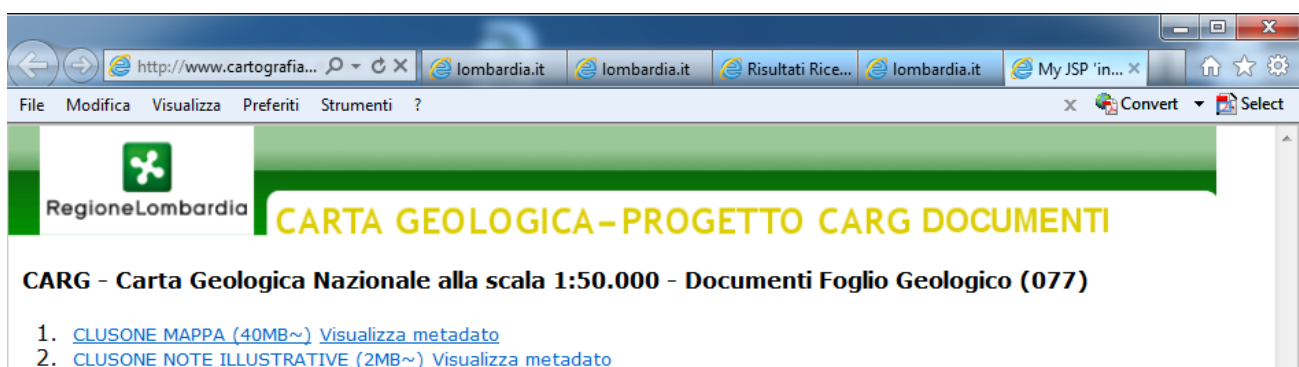 http://www.cartografia... lombardia.it lombardia.it Risultati Rice... lombardia.it My JSP 'in...
File Modifica Visualizza Preferiti Strumenti ? x Convert Select
RegioneLombardia
CARTA GEOLOGICA-PROGETTO CARG DOCUMENTI
CARG - Carta Geologica Nazionale alla scala 1:50.000 - Documenti Foglio Geologico (077)
1. CLUSONE MAPPA (40MB~) Visualizza metadato
2. CLUSONE NOTE ILLUSTRATIVE (2MB~) Visualizza metadato